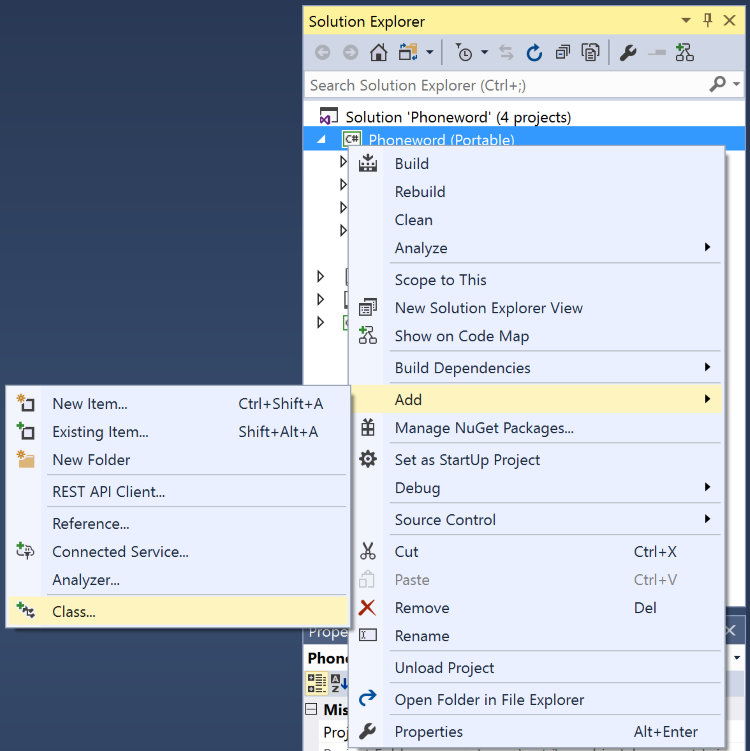 Solution Explorer
Search Solution Explorer (Ctrl+;)
Solution 'Phoneword' (4 projects)
C# Phoneword (Portable)
Build
Rebuild
Clean
Analyze
Scope to This
New Solution Explorer View
Show on Code Map
Build Dependencies
Add
Manage NuGet Packages...
Set as StartUp Project
Debug
Source Control
Cut Ctrl+X
Paste Ctrl+V
Remove Del
Rename
Unload Project
Open Folder in File Explorer
Properties Alt+Enter
New Item... Ctrl+Shift+A
Existing Item... Shift+Alt+A
New Folder
REST API Client...
Reference...
Connected Service...
Analyzer...
Class...
Prope
Phon
Mis
Proj